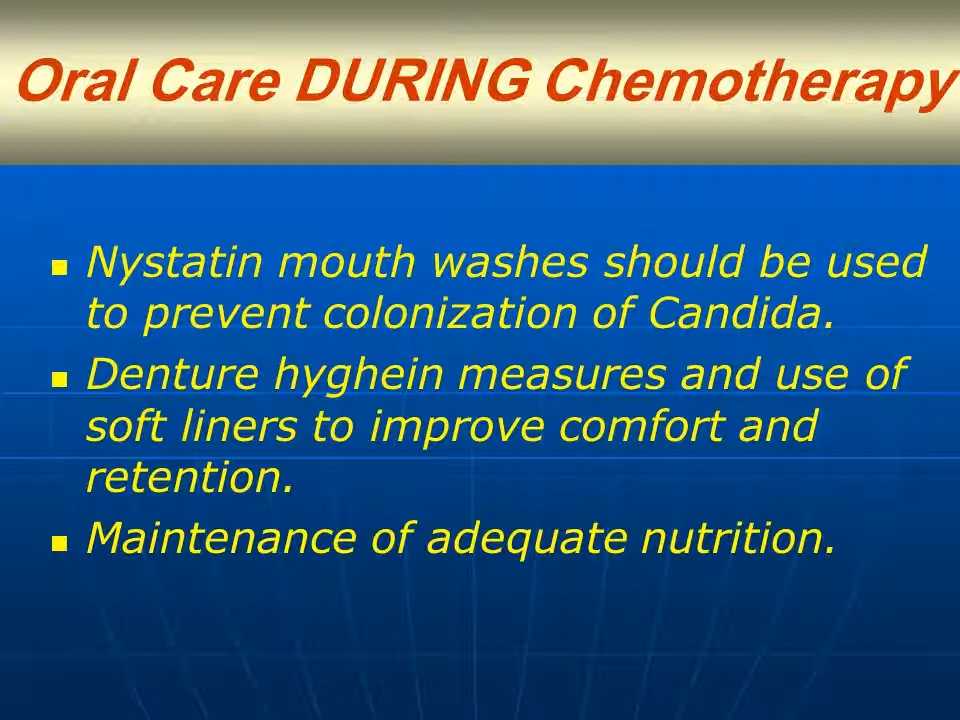 Oral Care DURING Chemotherapy
Nystatin mouth washes should be used
to prevent colonization of Candida.
Denture hyghein measures and use of
soft liners to improve comfort and
retention.
Maintenance of adequate nutrition.